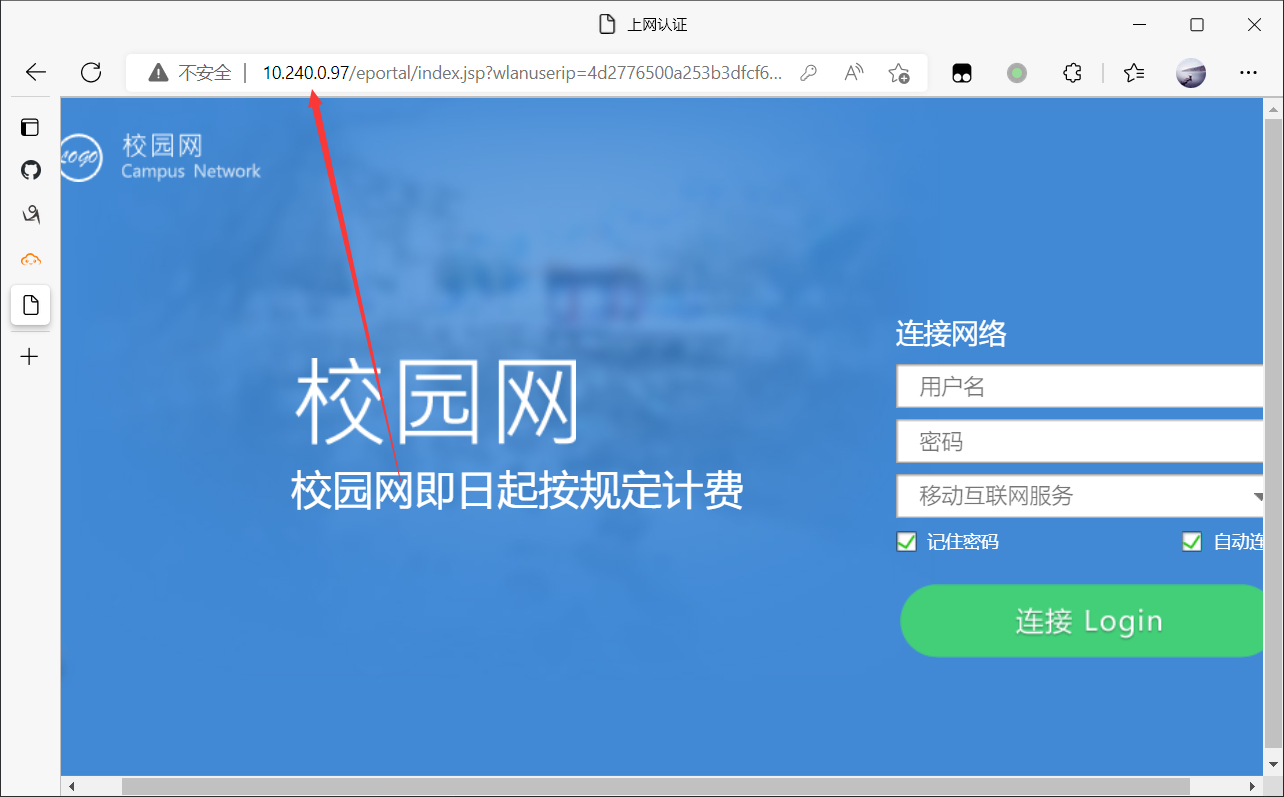 上网认证
不安全 | 10.240.0.97/eportal/index.jsp?wlanuserip=4d2776500a253b3dfcf6...
LOGO
校园网
Campus Network
校园网
校园网即日起按规定计费
连接网络
用户名
密码
移动互联网服务
记住密码
自动连
连接 Login